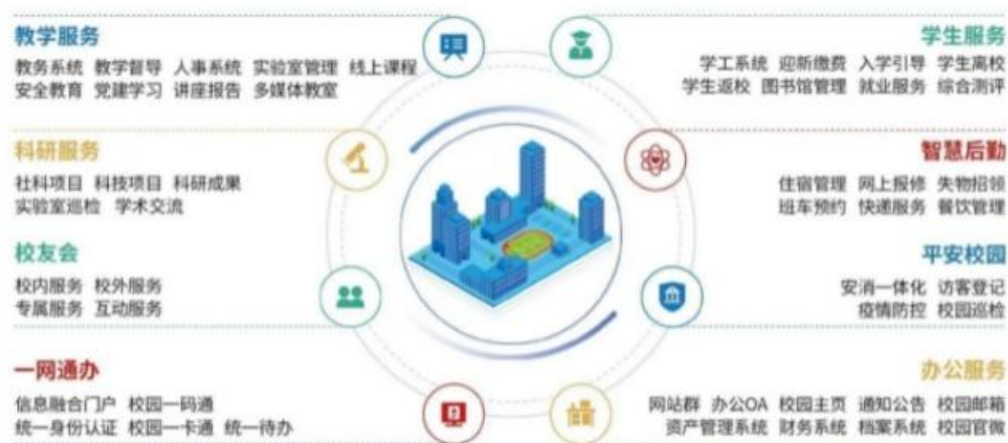 教学服务
教务系统 教学督导 人事系统 实验室管理 线上课程
安全教育 党建学习 讲座报告 多媒体教室
学生服务
学工系统 迎新缴费 入学引导 学生离校
学生返校 图书馆管理 就业服务 综合测评
科研服务
社科项目 科技项目 科研成果
实验室巡检 学术交流
智慧后勤
住宿管理 网上报修 失物招领
班车预约 快递服务 餐饮管理
校友会
校内服务 校外服务
专属服务 互动服务
平安校园
安消一体化 访客登记
疫情防控 校园巡检
一网通办
信息融合门户 校园一码通
统一身份认证 校园一卡通 统一待办
办公服务
网站群 办公OA 校园主页 通知公告 校园邮箱
资产管理系统 财务系统 档案系统 校园官微